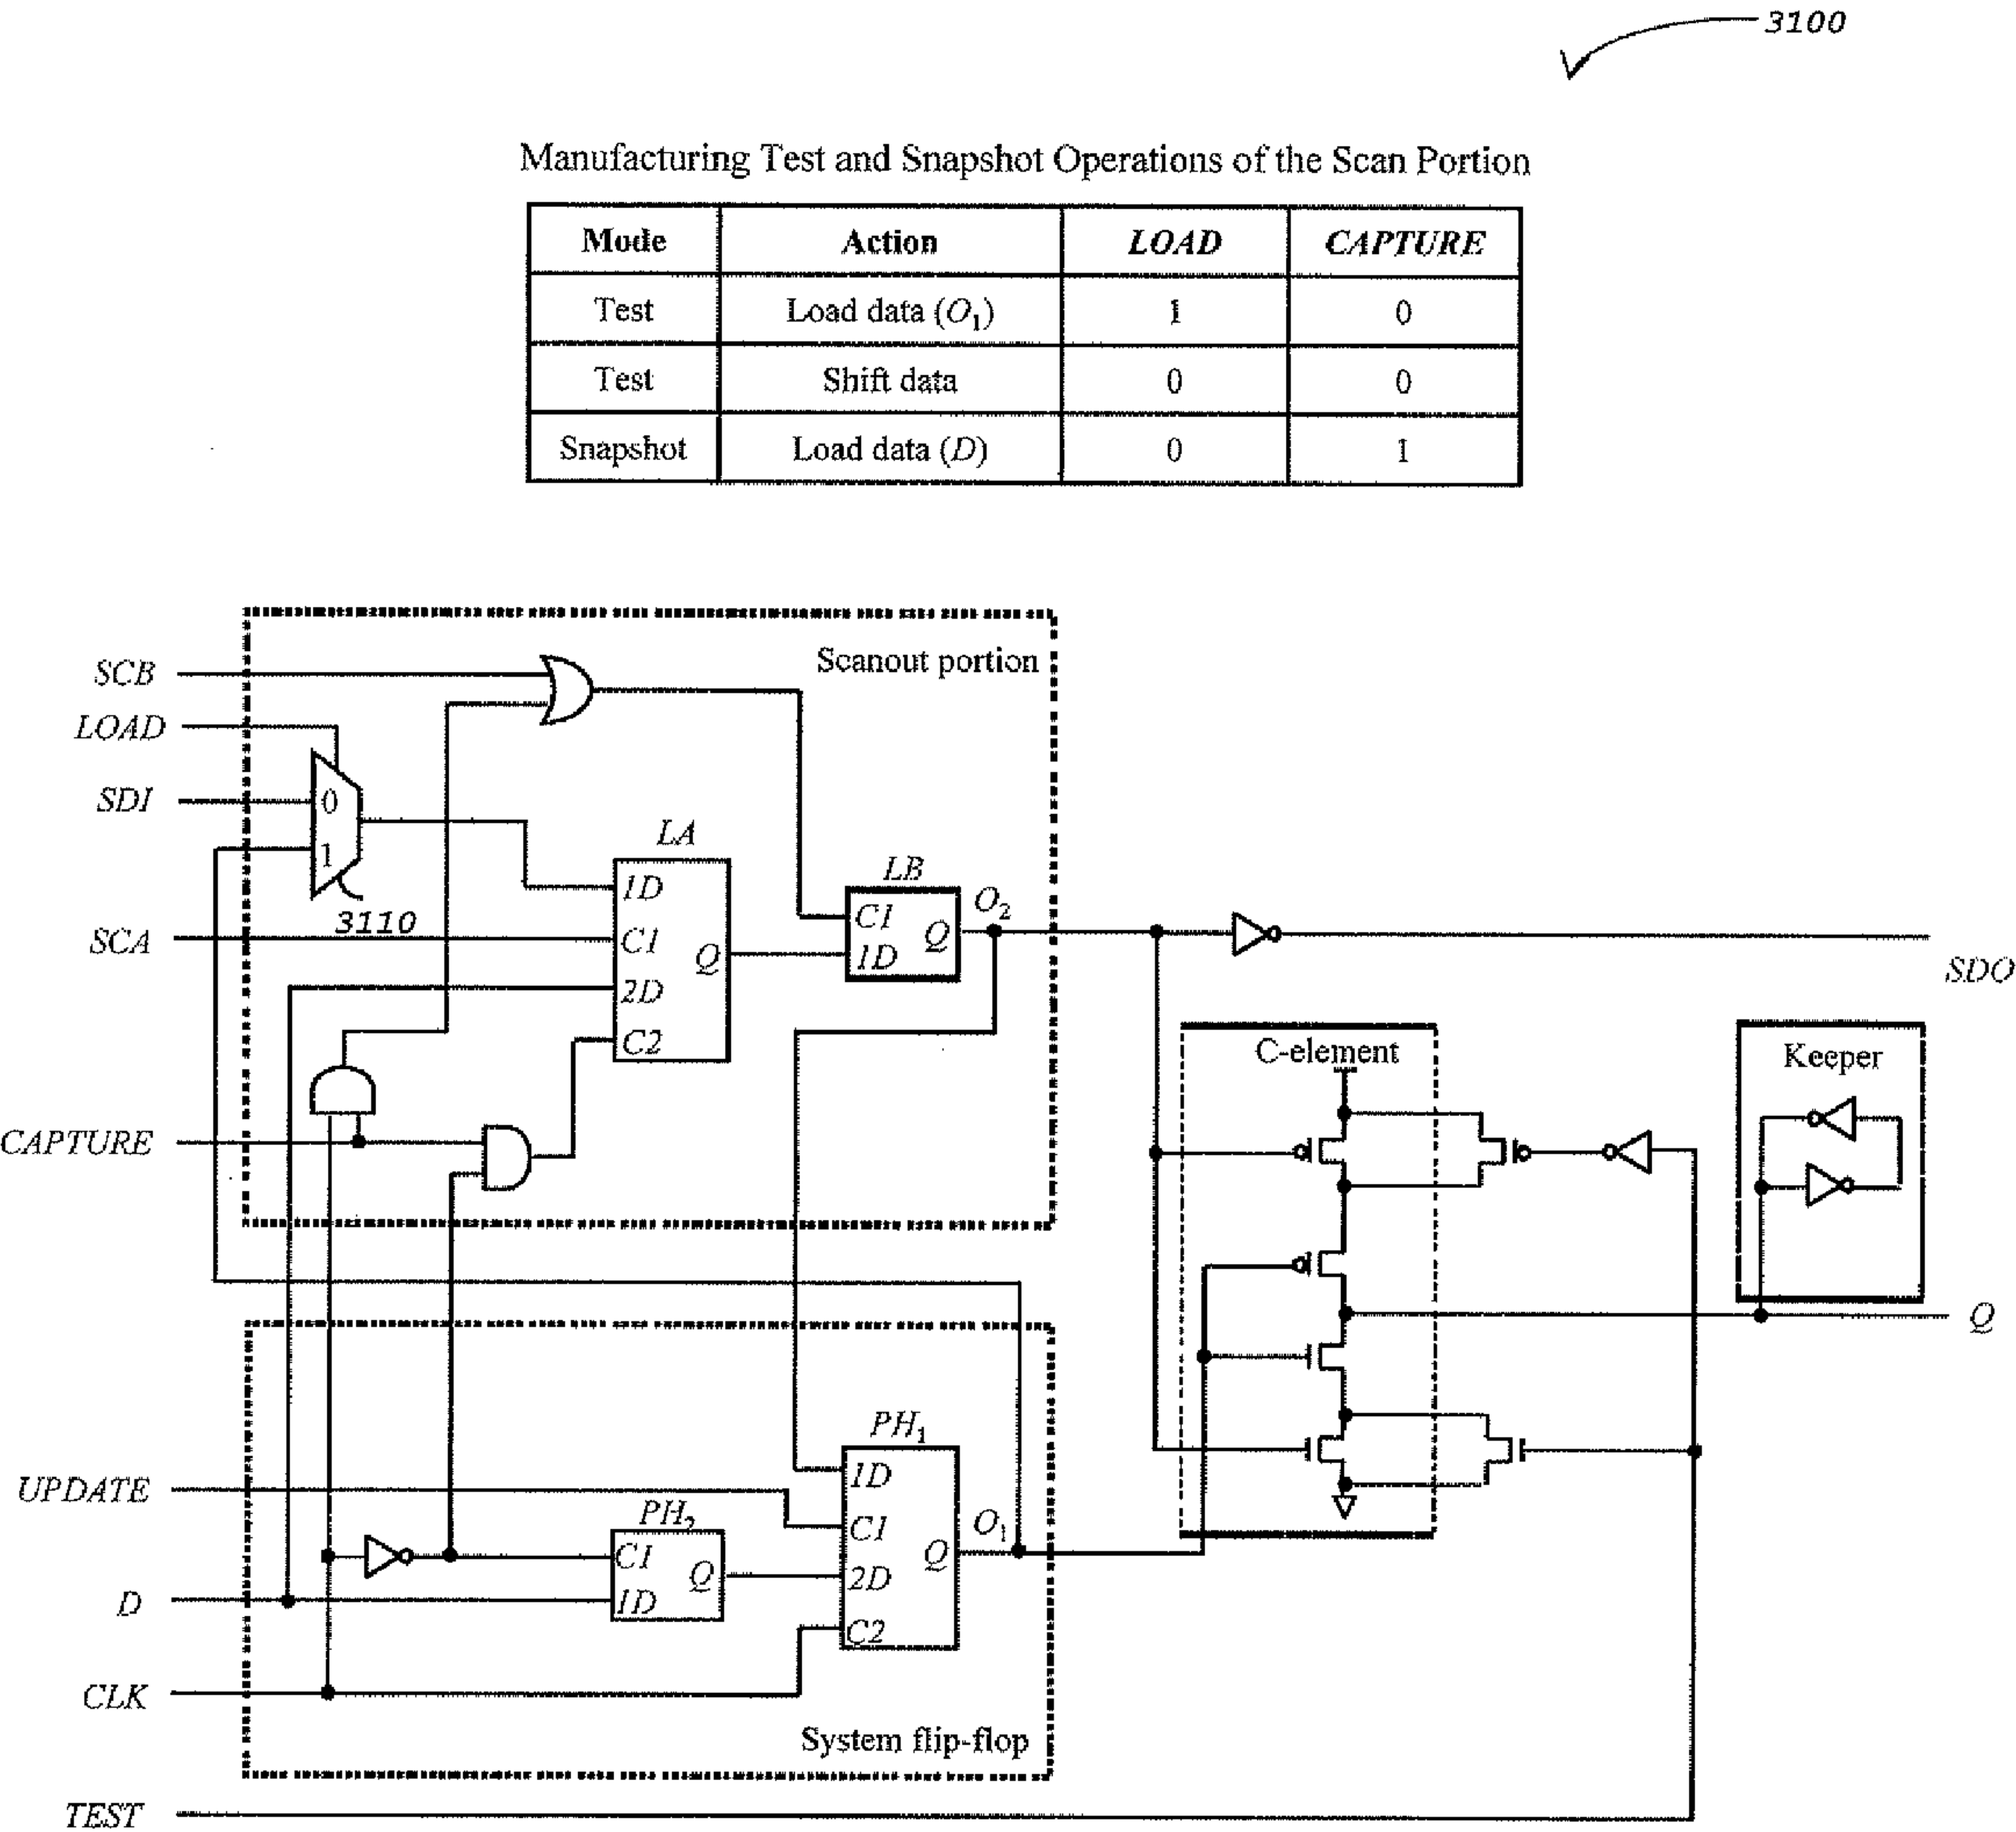 3100
Manufacturing Test and Snapshot Operations of the Scan Portion
Mode Action LOAD CAPTURE
Test Load data (O₁) 1 0
Test Shift data 0 0
Snapshot Load data (D) 0 1
Scanout portion
SCB
LOAD
SDI
0
1
3110
SCA
LA
1D
C1
2D
C2
Q
LB
C1
1D
Q
O₂
SDO
CAPTURE
C-element
Keeper
Q
UPDATE
PH₂
C1
1D
Q
PH₁
1D
C1
2D
C2
Q
O₁
D
CLK
System flip-flop
TEST